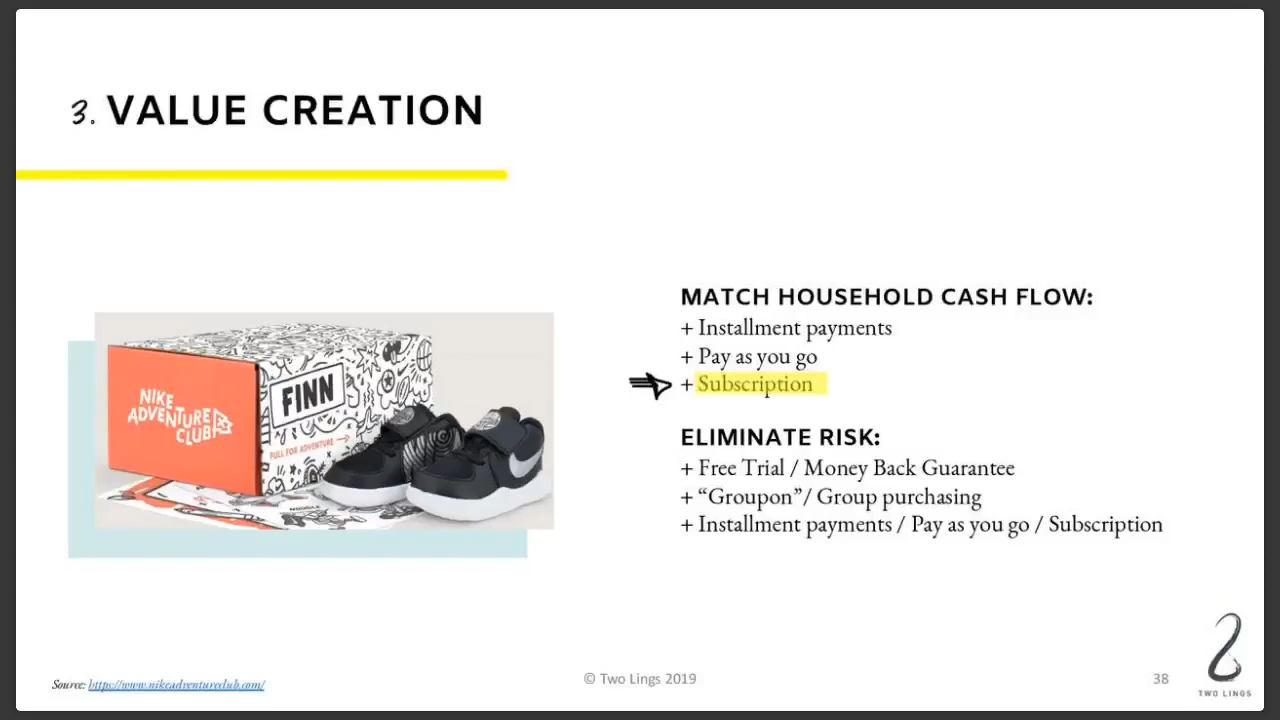 3. VALUE CREATION
MATCH HOUSEHOLD CASH FLOW:
+ Installment payments
+ Pay as you go
+ Subscription
ELIMINATE RISK:
+ Free Trial / Money Back Guarantee
+ “Groupon”/ Group purchasing
+ Installment payments / Pay as you go / Subscription
NIKE
ADVENTURE
CLUB
FINN
PULL FOR ADVENTURE
Source: https://www.nikeadventureclub.com/
© Two Lings 2019
38
TWO LINGS